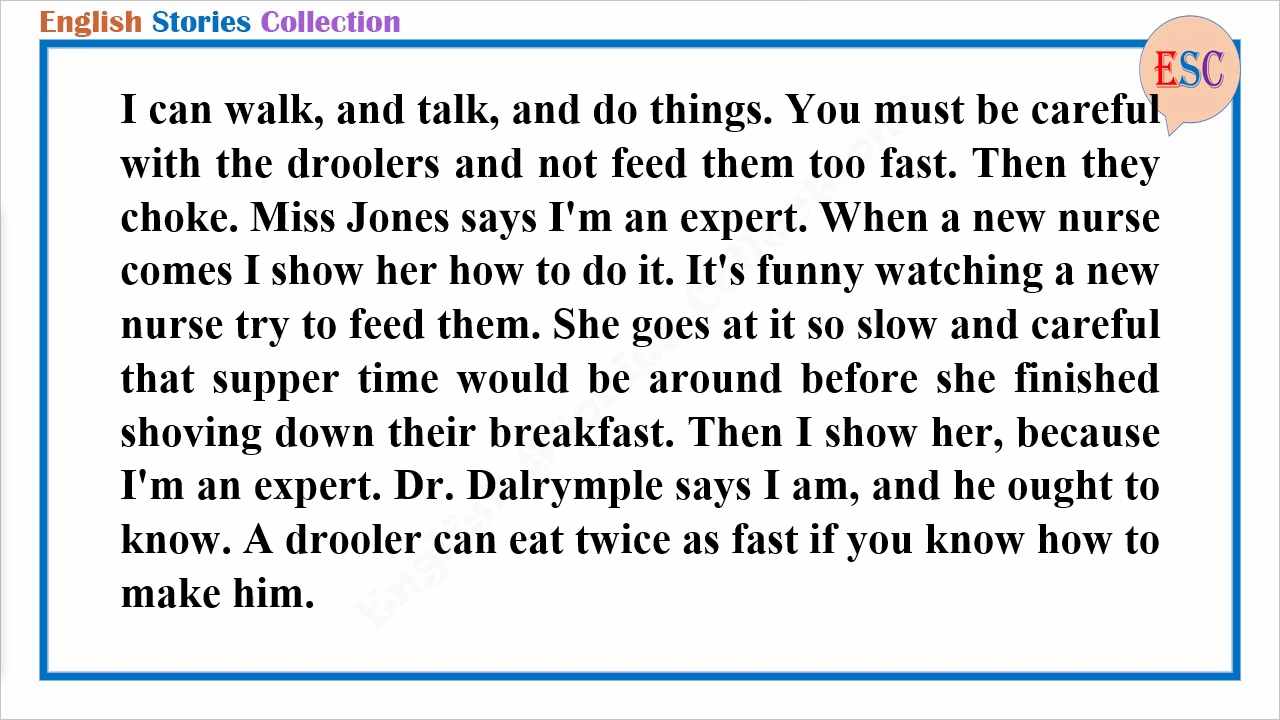 English Stories Collection
ESC
I can walk, and talk, and do things. You must be careful
with the droolers and not feed them too fast. Then they
choke. Miss Jones says I'm an expert. When a new nurse
comes I show her how to do it. It's funny watching a new
nurse try to feed them. She goes at it so slow and careful
that supper time would be around before she finished
shoving down their breakfast. Then I show her, because
I'm an expert. Dr. Dalrymple says I am, and he ought to
know. A drooler can eat twice as fast if you know how to
make him.
English Stories Collection